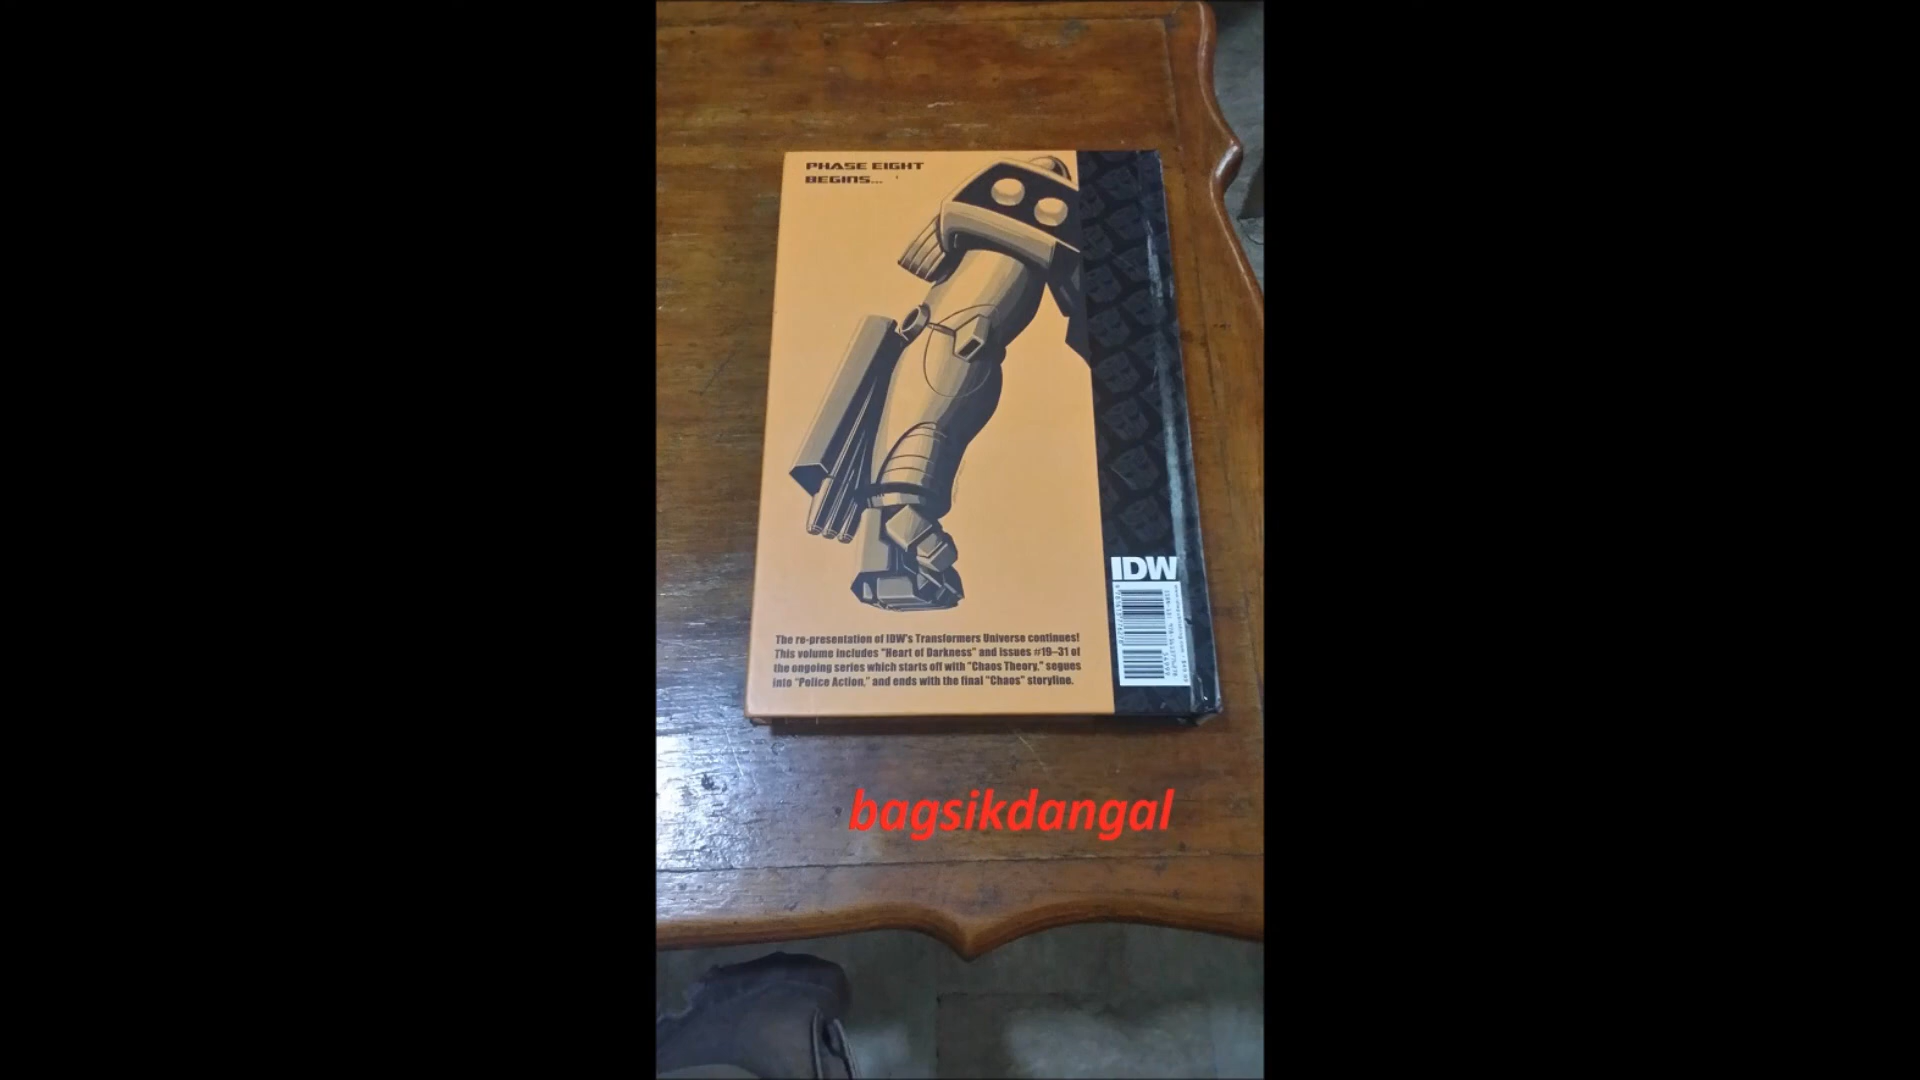 PHASE EIGHT
BEGINS...
IDW
The re-presentation of IDW's Transformers Universe continues!
This volume includes "Heart of Darkness" and issues #19–31 of
the ongoing series which starts off with "Chaos Theory," segues
into "Police Action," and ends with the final "Chaos" storyline.
bagsikdangal